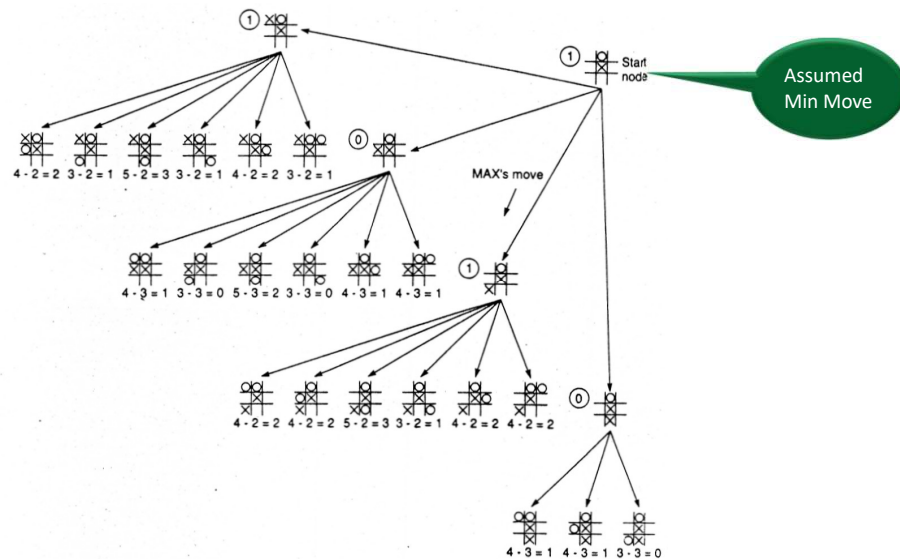 1
1
Start
node
Assumed
Min Move
0
4 - 2 = 2 3 - 2 = 1 5 - 2 = 3 3 - 2 = 1 4 - 2 = 2 3 - 2 = 1
MAX's move
1
4 - 3 = 1 3 - 3 = 0 5 - 3 = 2 3 - 3 = 0 4 - 3 = 1 4 - 3 = 1
0
4 - 2 = 2 4 - 2 = 2 5 - 2 = 3 3 - 2 = 1 4 - 2 = 2 4 - 2 = 2
4 - 3 = 1 4 - 3 = 1 3 - 3 = 0